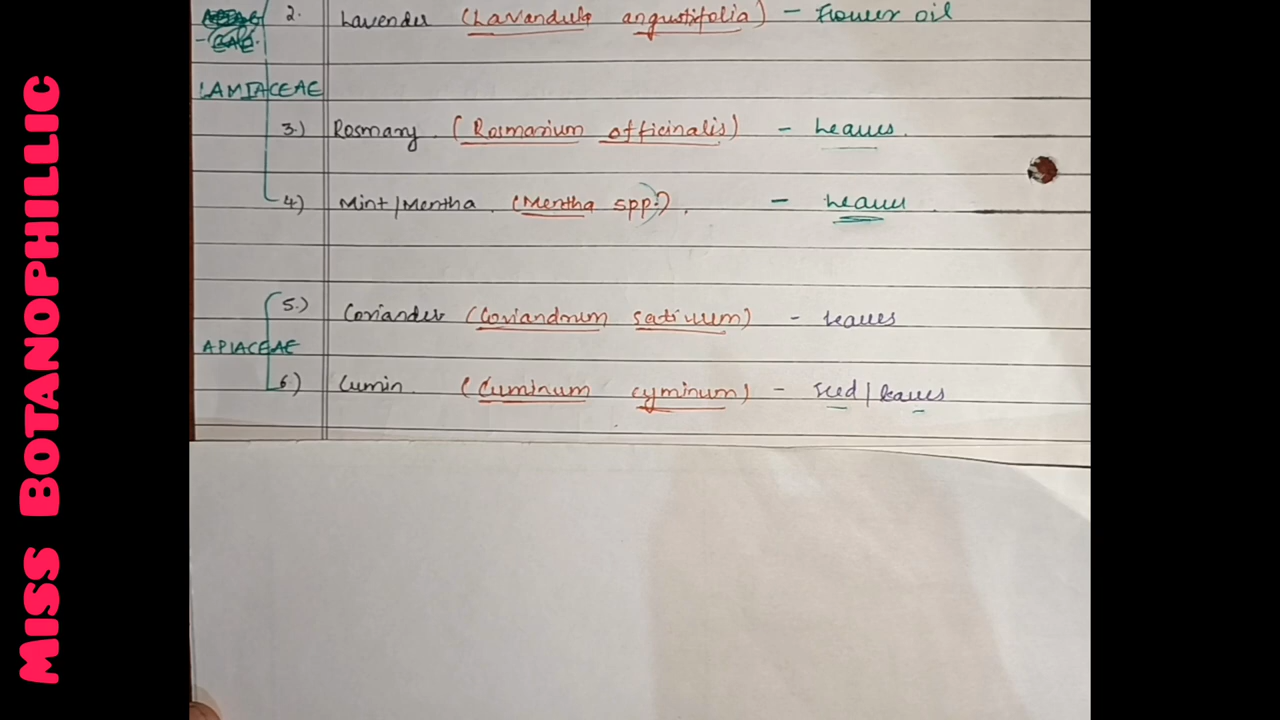 MISS BOTANOPHILLIC
2. Lavender (Lavandula angustifolia) - Flower oil
LAMIACEAE
3.) Rosmary. (Rosmarium officinalis) - Leaves.
4) Mint/Mentha. (Mentha spp.). - Leaves.
5.) Coriander (Coriandrum sativum) - leaves
APIACEAE
6) Cumin. (Cuminum cyminum) - seed/leaves